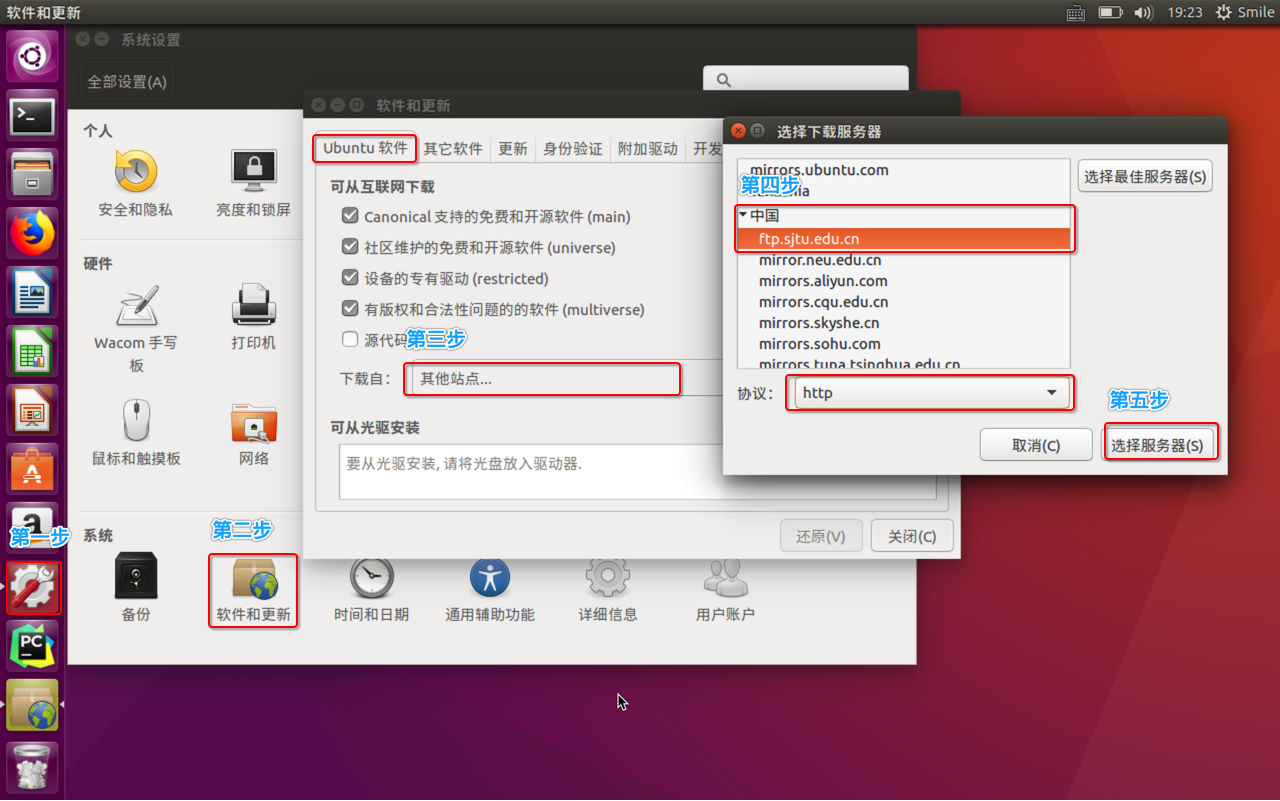 软件和更新
19:23
Smile
系统设置
全部设置(A)
个人
安全和隐私
亮度和锁屏
硬件
Wacom 手写
板
打印机
鼠标和触摸板
网络
系统
第一步
第二步
备份
软件和更新
时间和日期
通用辅助功能
详细信息
用户账户
软件和更新
Ubuntu 软件
其它软件
更新
身份验证
附加驱动
开发
可从互联网下载
Canonical 支持的免费和开源软件 (main)
社区维护的免费和开源软件 (universe)
设备的专有驱动 (restricted)
有版权和合法性问题的的软件 (multiverse)
源代码
第三步
下载自：
其他站点...
可从光驱安装
要从光驱安装, 请将光盘放入驱动器.
还原(V)
关闭(C)
选择下载服务器
mirrors.ubuntu.com
第四步
中国
ftp.sjtu.edu.cn
mirror.neu.edu.cn
mirrors.aliyun.com
mirrors.cqu.edu.cn
mirrors.skyshe.cn
mirrors.sohu.com
mirrors.tuna.tsinghua.edu.cn
选择最佳服务器(S)
协议：
http
第五步
取消(C)
选择服务器(S)
a
PC